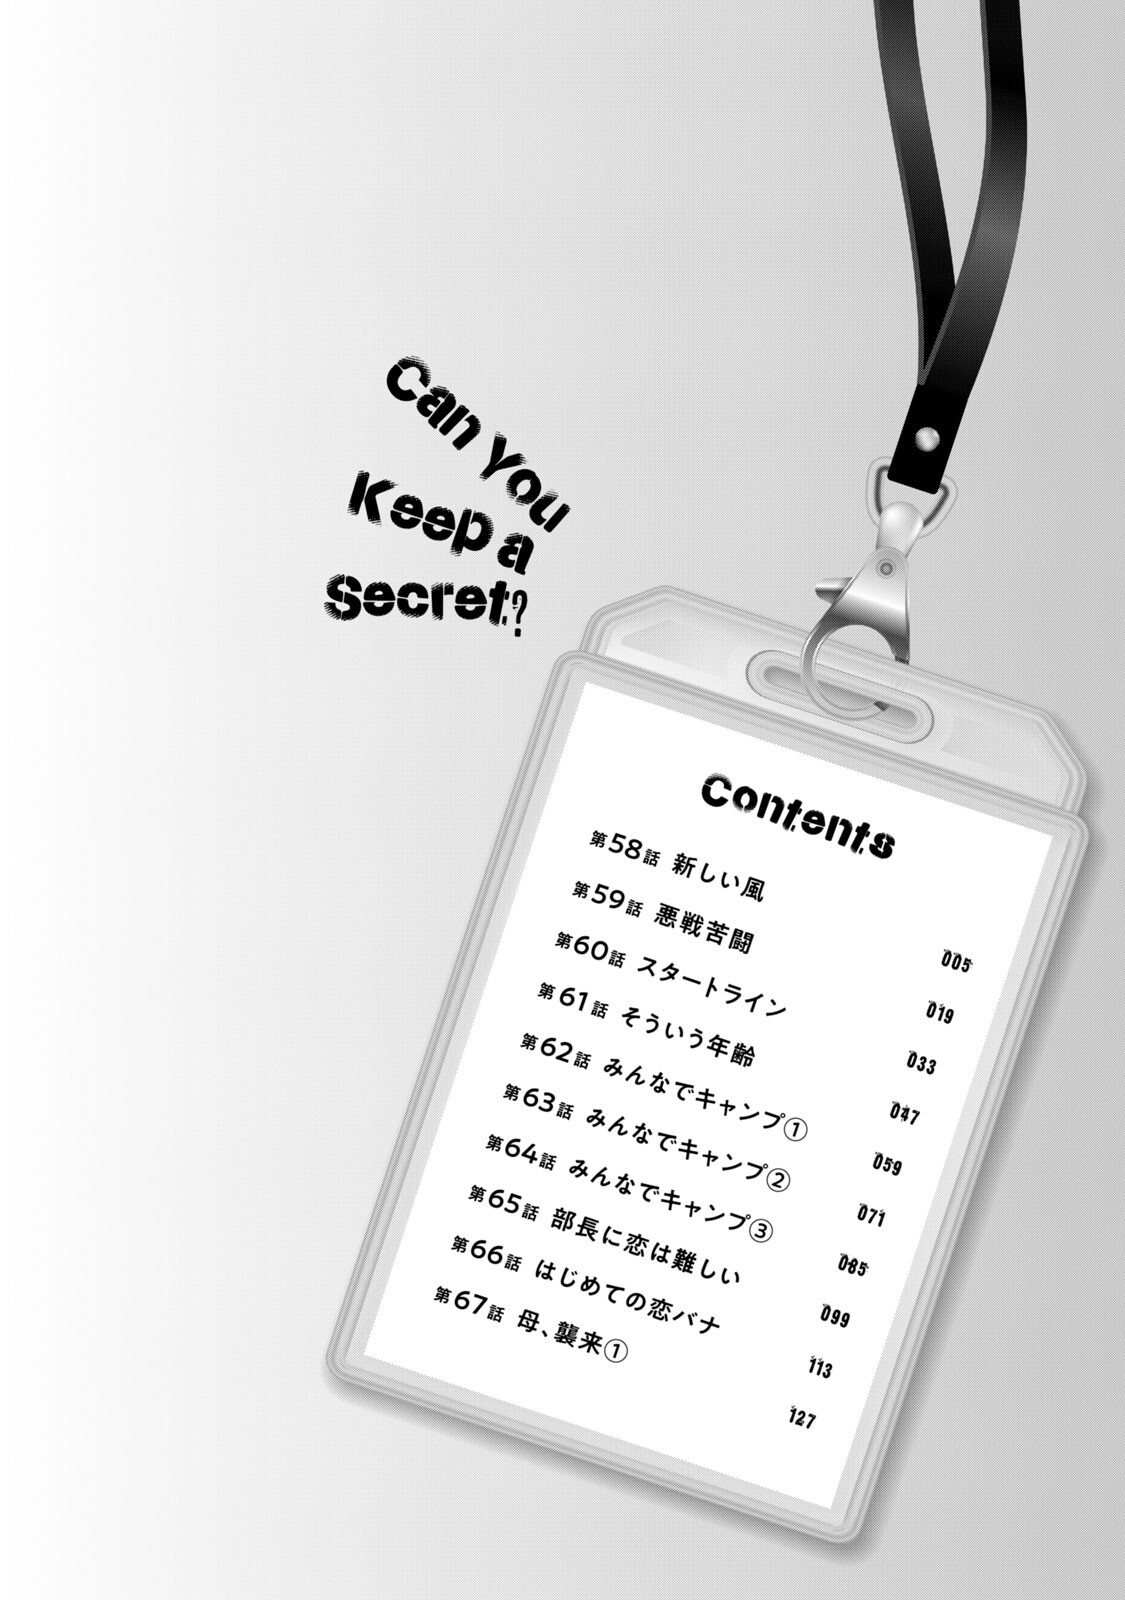 Can You
Keep a
Secret?
Contents
第58話 新しい風 005
第59話 悪戦苦闘 019
第60話 スタートライン 033
第61話 そういう年齢 047
第62話 みんなでキャンプ① 059
第63話 みんなでキャンプ② 071
第64話 みんなでキャンプ③ 085
第65話 部長に恋は難しい 099
第66話 はじめての恋バナ 113
第67話 母、襲来① 127